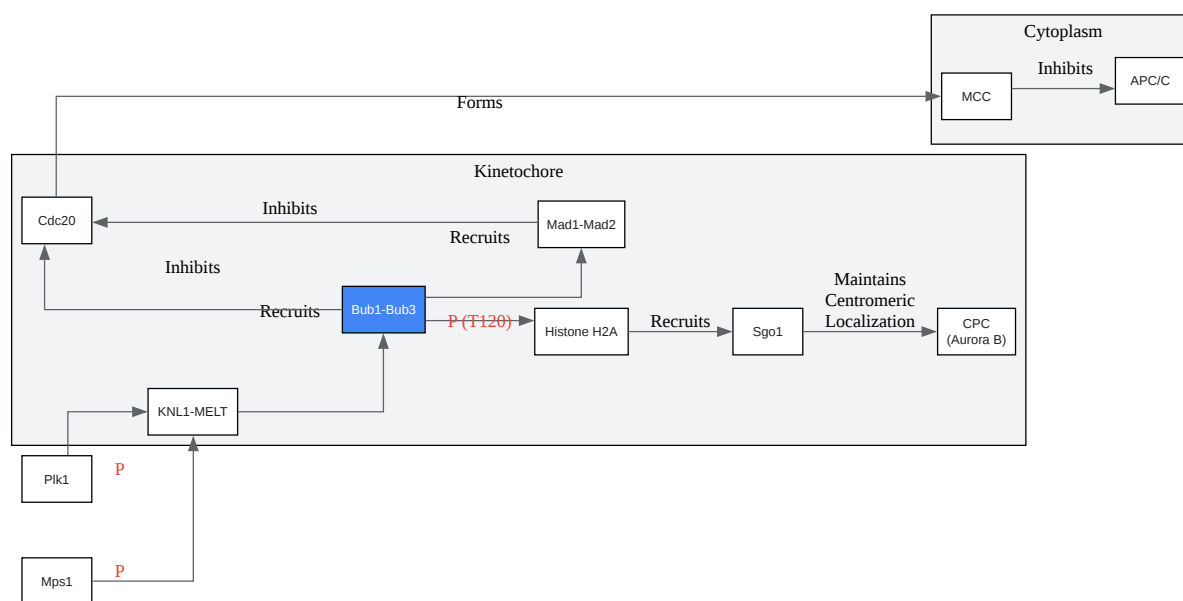 Cytoplasm
Inhibits
MCC
APC/C
Forms
Kinetochore
Cdc20
Inhibits
Mad1-Mad2
Recruits
Inhibits
Maintains
Centromeric
Localization
Recruits
Bub1-Bub3
P (T120)
Histone H2A
Recruits
Sgo1
CPC
(Aurora B)
KNL1-MELT
Plk1
P
Mps1
P